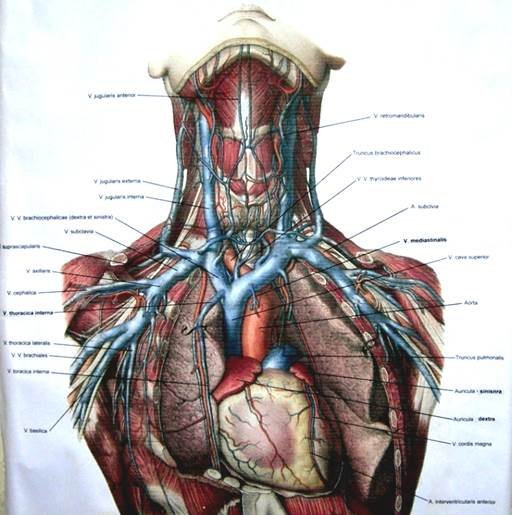 V. jugularis anterior
V. retromandibularis
Truncus brachiocephalicus
V. jugularis externa
V. V. thyroideae inferiores
V. jugularis interna
A. subclvia
V. V. brachiocephalicae (dextra et sinistra)
V. subclavia
V. mediastinalis
suprascapularis
V. cava superior
V. axillaris
V. cephalica
Aorta
V. thoracica interna
V. thoracica lateralis
V. V. brachiales
Truncus pulmonalis
V. toracica interna
Auricula sinisnra
Auricula dextra
V. basilica
V. cordis magna
A. interventricularis anterior